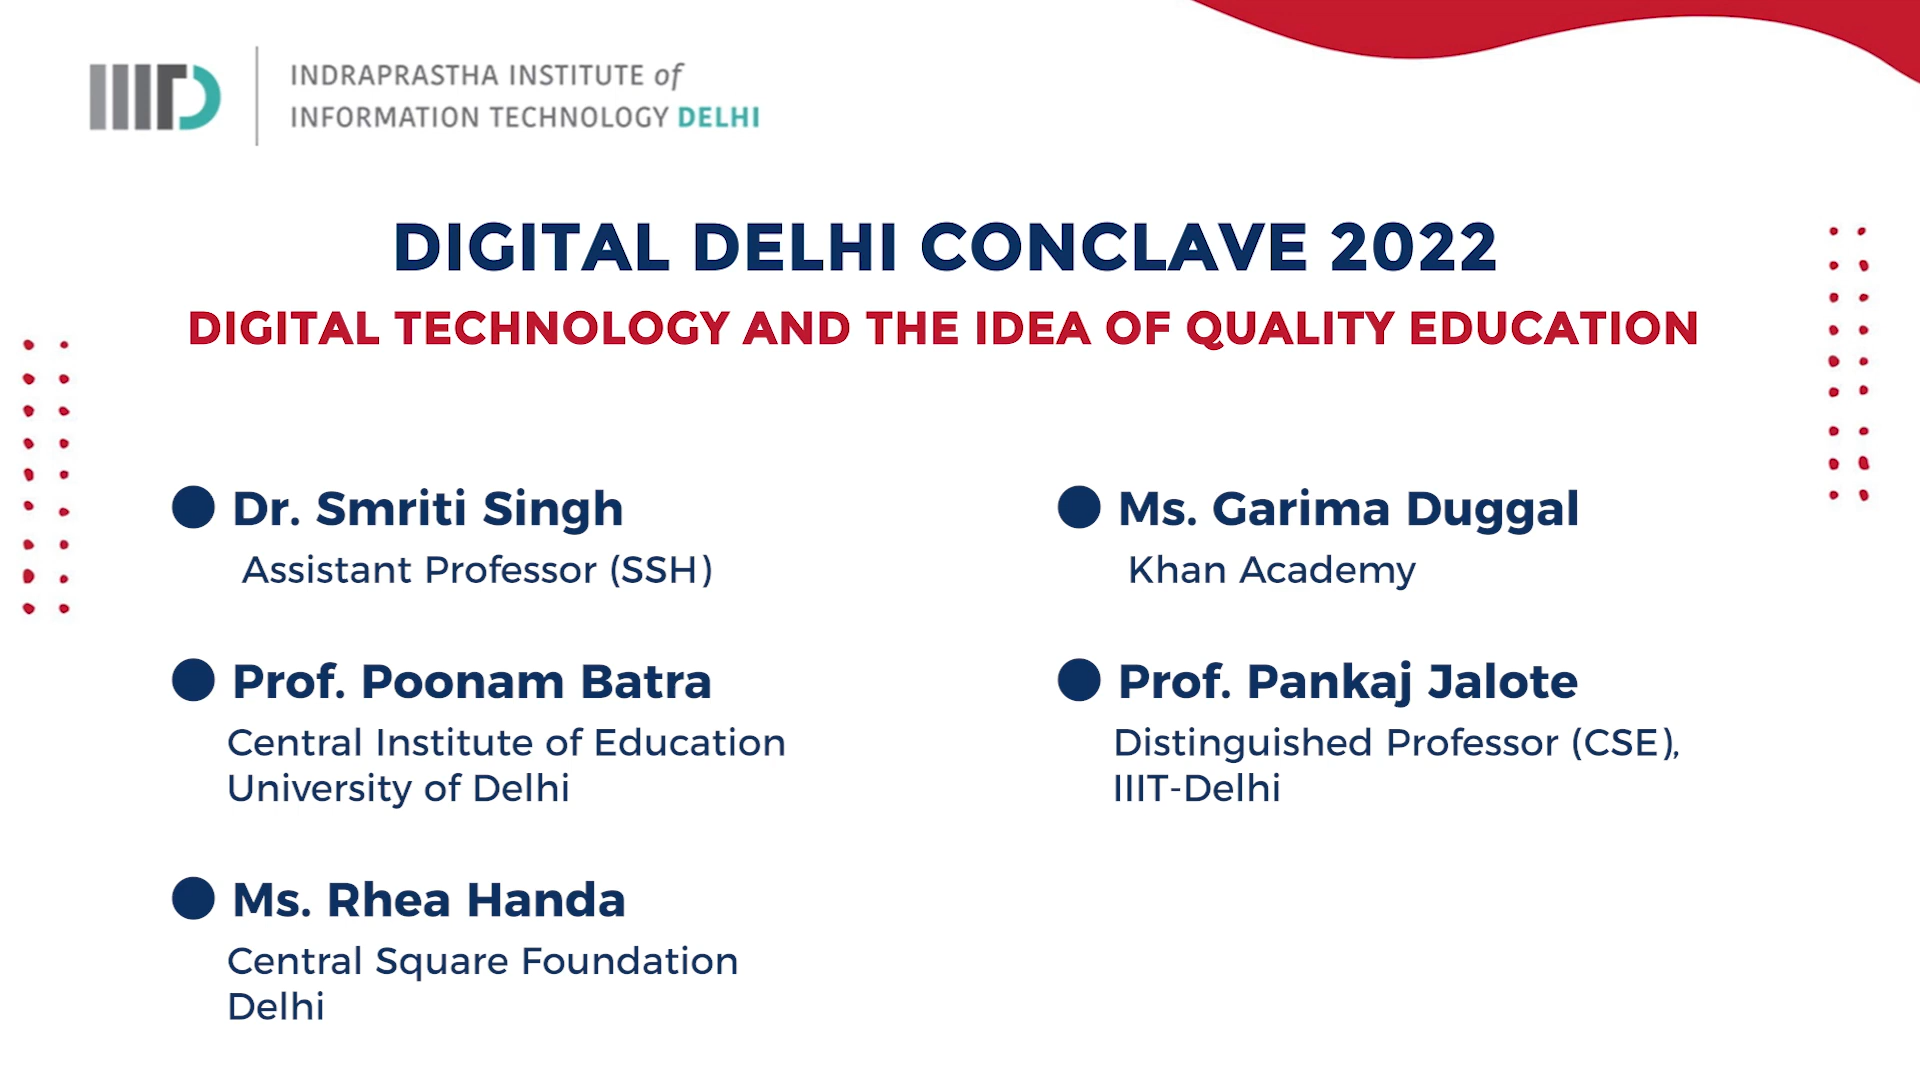 IIITD
INDRAPRASTHA INSTITUTE of
INFORMATION TECHNOLOGY DELHI
DIGITAL DELHI CONCLAVE 2022
DIGITAL TECHNOLOGY AND THE IDEA OF QUALITY EDUCATION
Dr. Smriti Singh
Assistant Professor (SSH)
Prof. Poonam Batra
Central Institute of Education
University of Delhi
Ms. Rhea Handa
Central Square Foundation
Delhi
Ms. Garima Duggal
Khan Academy
Prof. Pankaj Jalote
Distinguished Professor (CSE),
IIIT-Delhi